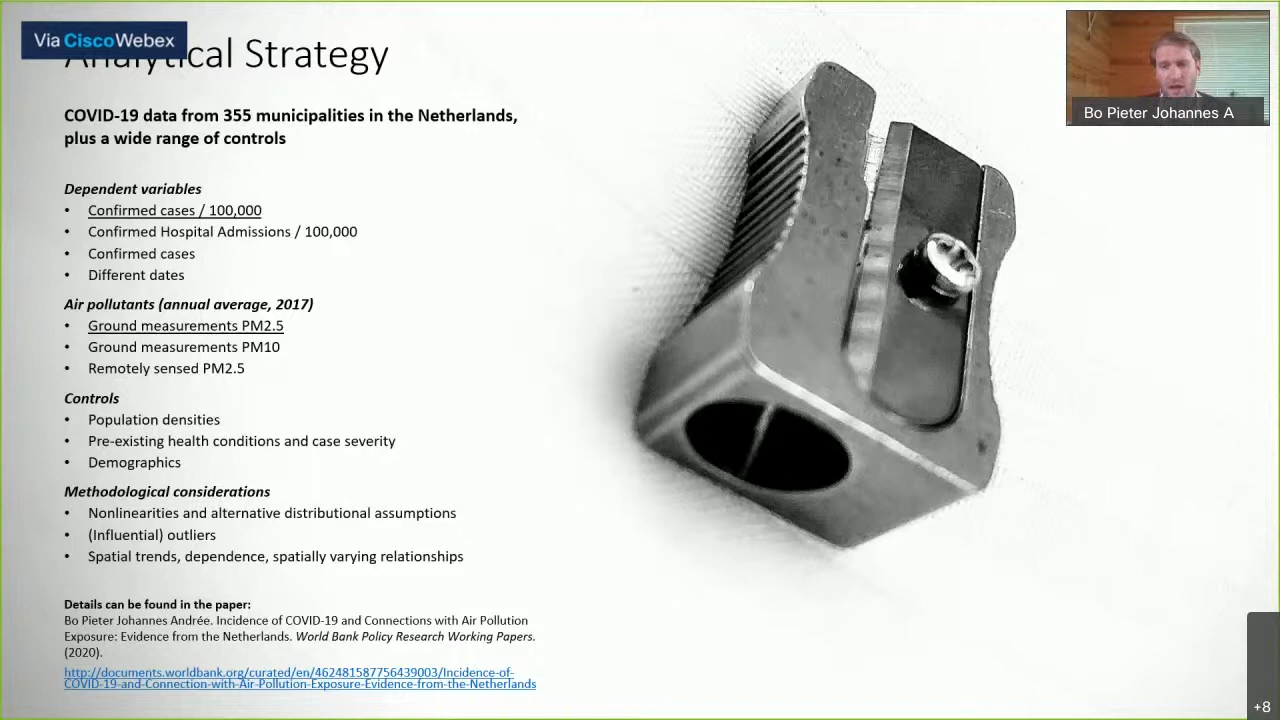 Via CiscoWebex
Analytical Strategy
Bo Pieter Johannes A
COVID-19 data from 355 municipalities in the Netherlands,
plus a wide range of controls
Dependent variables
• Confirmed cases / 100,000
• Confirmed Hospital Admissions / 100,000
• Confirmed cases
• Different dates
Air pollutants (annual average, 2017)
• Ground measurements PM2.5
• Ground measurements PM10
• Remotely sensed PM2.5
Controls
• Population densities
• Pre-existing health conditions and case severity
• Demographics
Methodological considerations
• Nonlinearities and alternative distributional assumptions
• (Influential) outliers
• Spatial trends, dependence, spatially varying relationships
Details can be found in the paper:
Bo Pieter Johannes Andrée. Incidence of COVID-19 and Connections with Air Pollution
Exposure: Evidence from the Netherlands. World Bank Policy Research Working Papers.
(2020).
http://documents.worldbank.org/curated/en/462481587756439003/Incidence-of-
COVID-19-and-Connection-with-Air-Pollution-Exposure-Evidence-from-the-Netherlands
+8